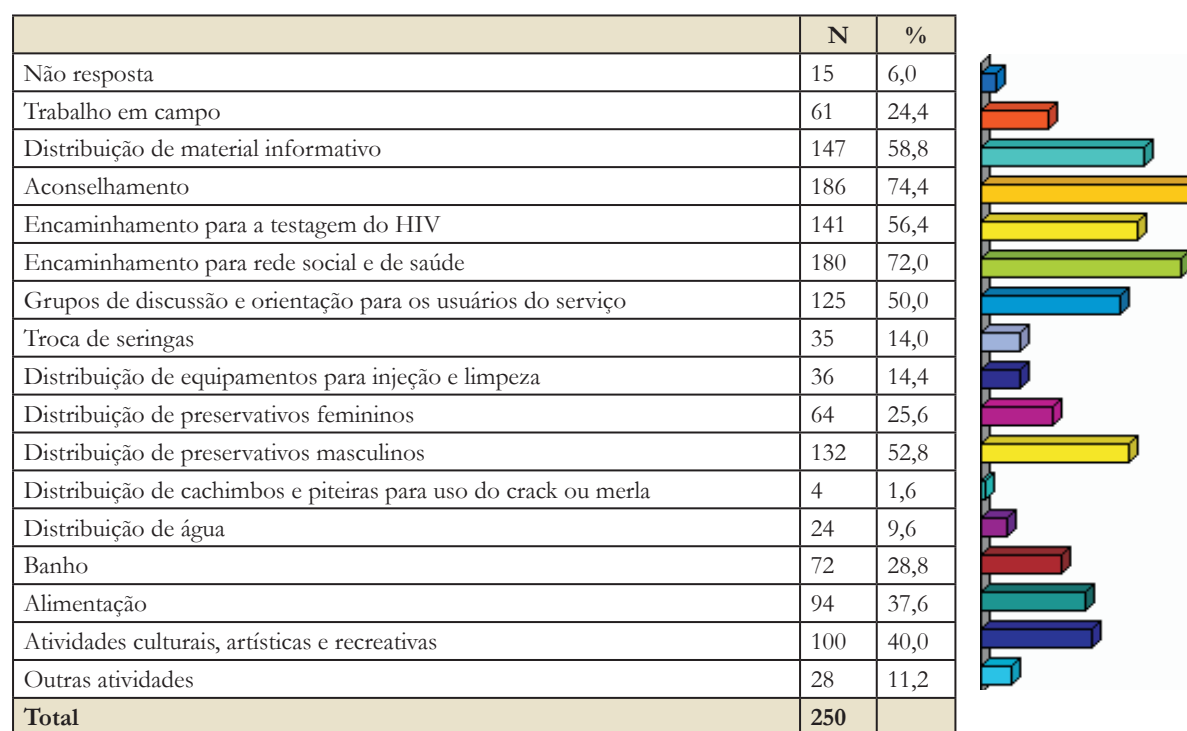 N %
Não resposta 15 6,0
Trabalho em campo 61 24,4
Distribuição de material informativo 147 58,8
Aconselhamento 186 74,4
Encaminhamento para a testagem do HIV 141 56,4
Encaminhamento para rede social e de saúde 180 72,0
Grupos de discussão e orientação para os usuários do serviço 125 50,0
Troca de seringas 35 14,0
Distribuição de equipamentos para injeção e limpeza 36 14,4
Distribuição de preservativos femininos 64 25,6
Distribuição de preservativos masculinos 132 52,8
Distribuição de cachimbos e piteiras para uso do crack ou merla 4 1,6
Distribuição de água 24 9,6
Banho 72 28,8
Alimentação 94 37,6
Atividades culturais, artísticas e recreativas 100 40,0
Outras atividades 28 11,2
Total 250